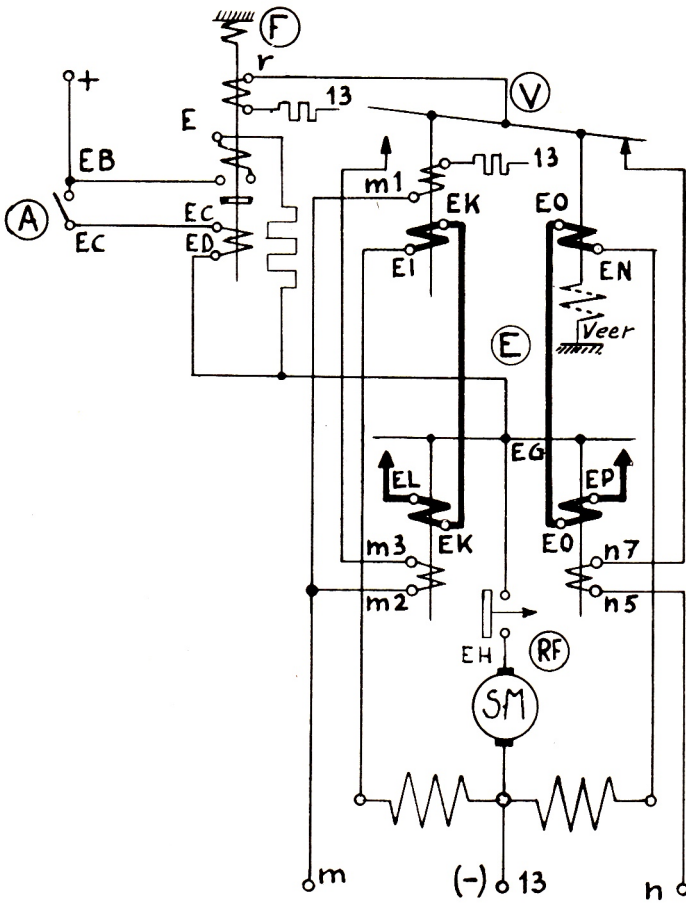 F
r
+
13
V
E
EB
13
m1
A
EC
EK
EO
EC
ED
EI
EN
E
Veer
EG
EL
EP
EK
EO
m3
n7
m2
n5
EH
RF
SM
m
(-)
13
n